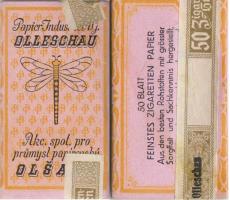 Papier-Indus
OLLESCHAU
Akc. spol. pro
průmysl papírenský
OLŠA
50 BLATT
FEINSTES ZIGARETTEN PAPIER
Aus den besten Rohstoffen mit grösster
Sorgfalt und Sachkenntnis hergestellt.
50
Olleschau